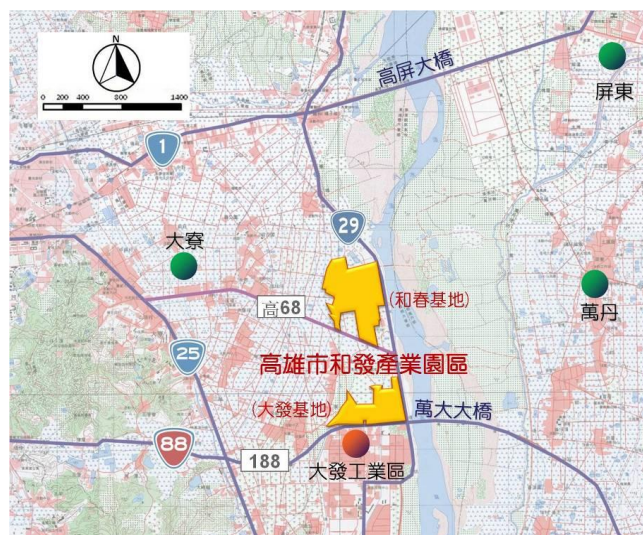 N
0 200 400 800 1400
高屏大橋
屏東
1
29
大寮
(和春基地)
萬丹
高68
高雄市和發產業園區
25
(大發基地)
萬大大橋
88
188
大發工業區